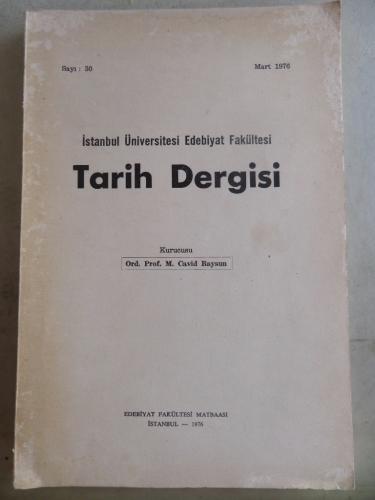 Sayı : 30
Mart 1976
İstanbul Üniversitesi Edebiyat Fakültesi
Tarih Dergisi
Kurucusu
Ord. Prof. M. Cavid Baysun
EDEBİYAT FAKÜLTESİ MATBAASI
İSTANBUL — 1976